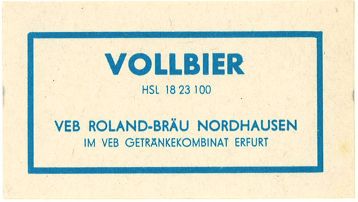 VOLLBIER
HSL 18 23 100
VEB ROLAND-BRÄU NORDHAUSEN
IM VEB GETRÄNKEKOMBINAT ERFURT